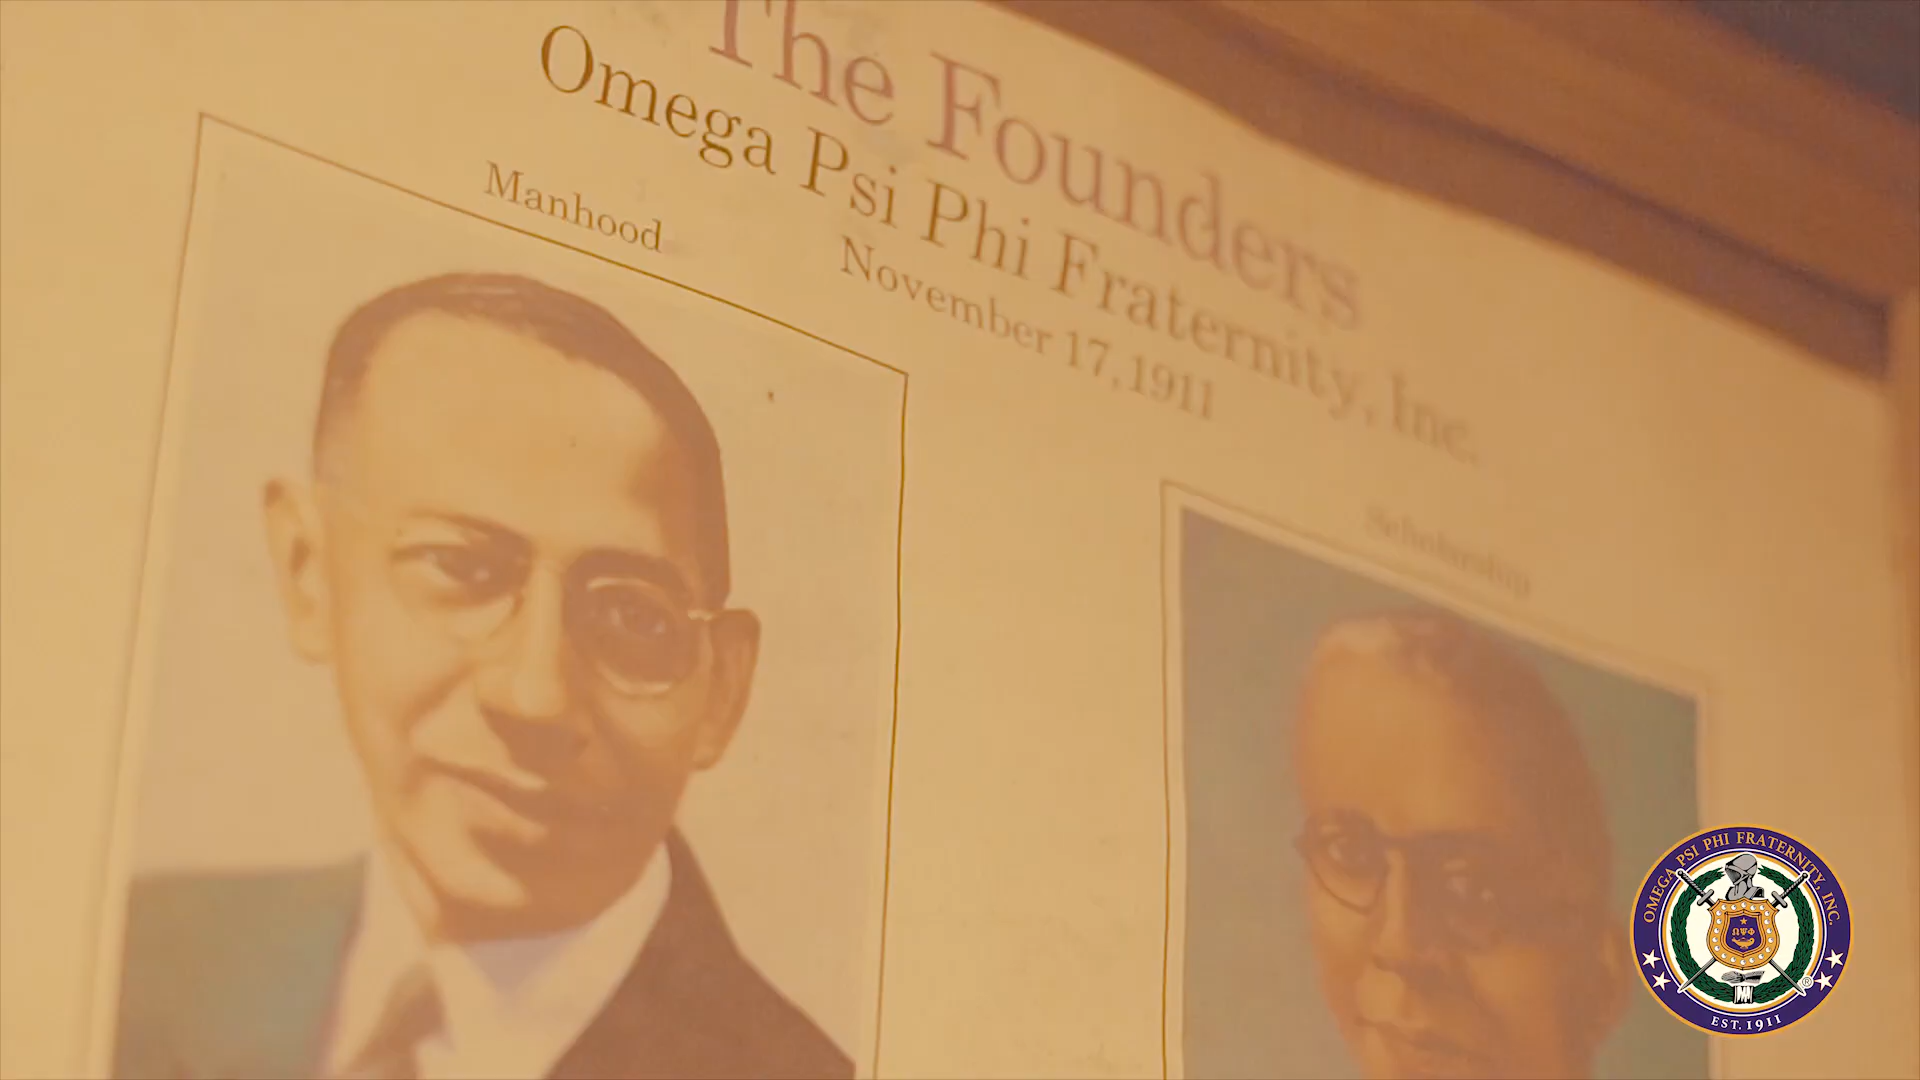 The Founders
Omega Psi Phi Fraternity, Inc.
November 17, 1911
Manhood
Scholarship
OMEGA PSI PHI FRATERNITY, INC.
ΩΨΦ
EST. 1911